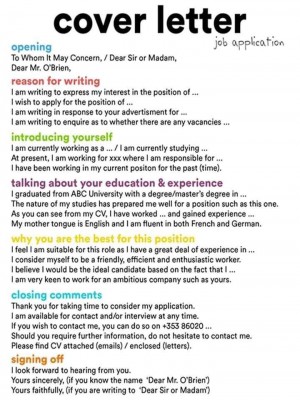 cover letter
job application
opening
To Whom It May Concern, / Dear Sir or Madam,
Dear Mr. O'Brien,
reason for writing
I am writing to express my interest in the position of ...
I wish to apply for the position of ...
I am writing in response to your advertisment for ...
I am writing to enquire as to whether there are any vacancies ...
introducing yourself
I am currently working as a ... / I am currently studying ...
At present, I am working for xxx where I am responsible for ...
I have been working in my current position for the past (time).
talking about your education & experience
I graduated from ABC University with a degree/master's degree in ...
The nature of my studies has prepared me well for a position such as this one.
As you can see from my CV, I have worked ... and gained experience ...
My mother tongue is English and I am fluent in both French and German.
why you are the best for this position
I feel I am suitable for this role as I have a great deal of experience in ...
I consider myself to be a friendly, efficient and enthusiastic worker.
I believe I would be the ideal candidate based on the fact that I ...
I am very keen to work for an ambitious company such as yours.
closing comments
Thank you for taking time to consider my application.
I am available for contact and/or interview at any time.
If you wish to contact me, you can do so on +353 86020 ...
Should you require further information, do not hesitate to contact me.
Please find CV attached (emails) / enclosed (letters).
signing off
I look forward to hearing from you.
Yours sincerely, (if you know the name 'Dear Mr. O'Brien')
Yours faithfully, (if you are writing to 'Dear Sir or Madam')